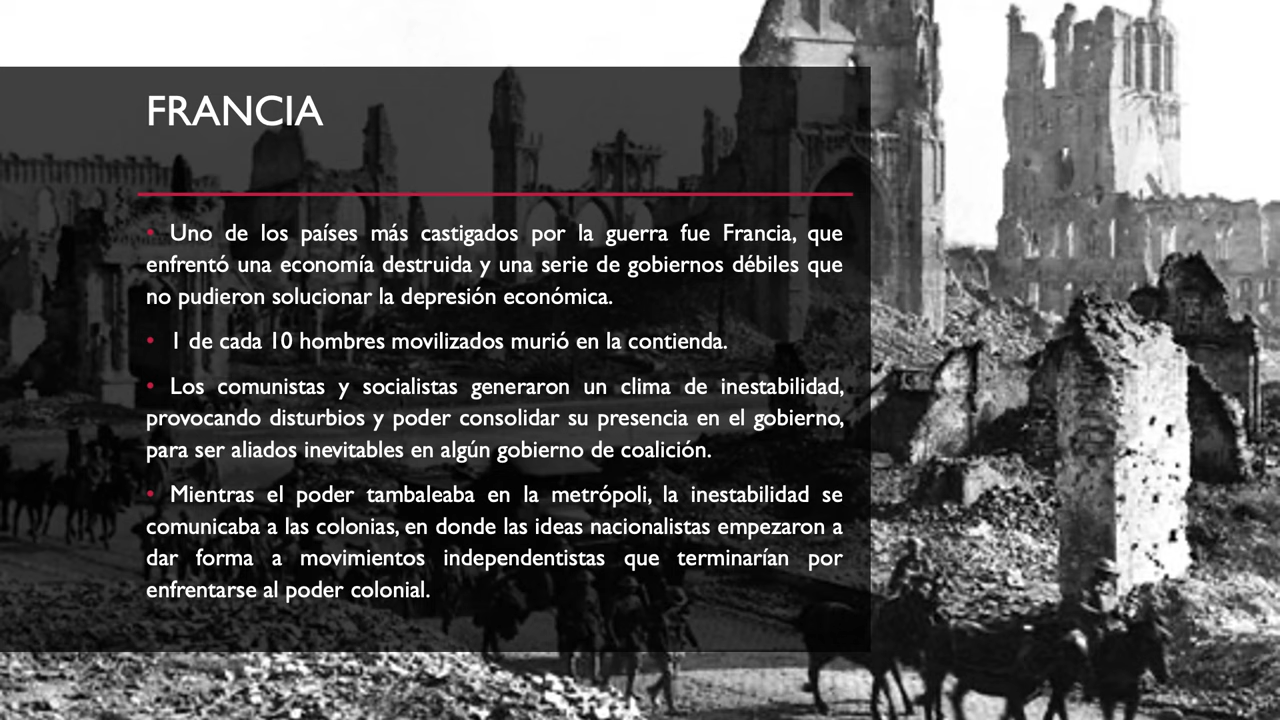 FRANCIA
• Uno de los países más castigados por la guerra fue Francia, que
enfrentó una economía destruida y una serie de gobiernos débiles que
no pudieron solucionar la depresión económica.
• 1 de cada 10 hombres movilizados murió en la contienda.
• Los comunistas y socialistas generaron un clima de inestabilidad,
provocando disturbios y poder consolidar su presencia en el gobierno,
para ser aliados inevitables en algún gobierno de coalición.
• Mientras el poder tambaleaba en la metrópoli, la inestabilidad se
comunicaba a las colonias, en donde las ideas nacionalistas empezaron a
dar forma a movimientos independentistas que terminarían por
enfrentarse al poder colonial.